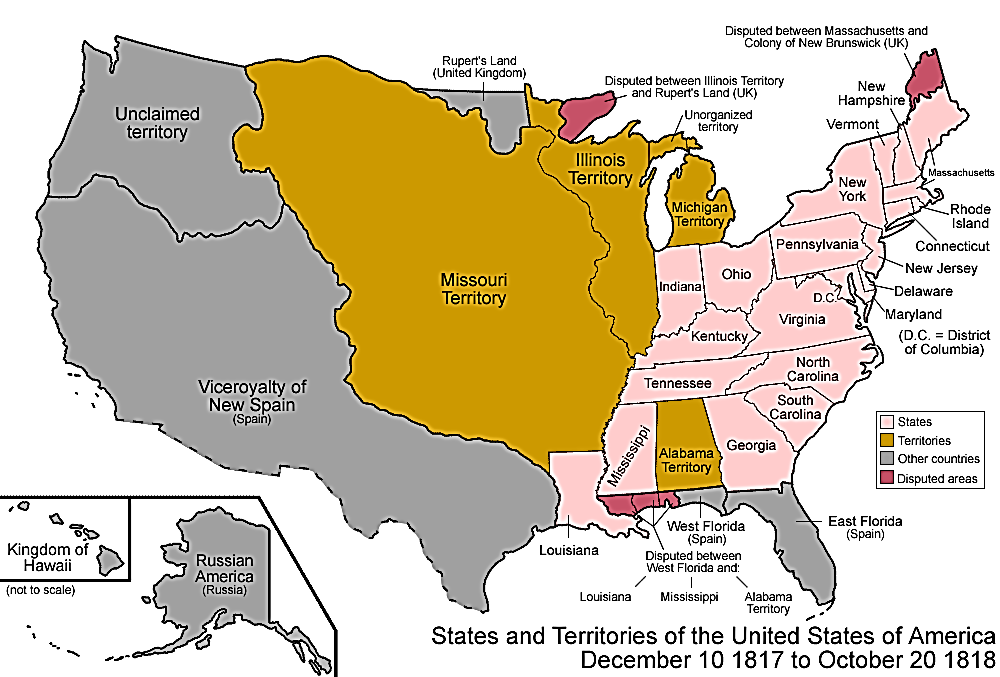 Disputed between Massachusetts and
Colony of New Brunswick (UK)
Rupert's Land
(United Kingdom)
Disputed between Illinois Territory
and Rupert's Land (UK)
New
Hampshire
Unclaimed
territory
Unorganized
territory
Vermont
Illinois
Territory
Massachusetts
New
York
Michigan
Territory
Rhode
Island
Connecticut
Pennsylvania
New Jersey
Ohio
Indiana
Missouri
Territory
Delaware
D.C.
Maryland
Virginia
(D.C. = District
of Columbia)
Kentucky
North
Carolina
Tennessee
Viceroyalty of
New Spain
(Spain)
South
Carolina
States
Territories
Other countries
Disputed areas
Mississippi
Georgia
Alabama
Territory
West Florida
(Spain)
East Florida
(Spain)
Louisiana
Disputed between
West Florida and:
Louisiana
Mississippi
Alabama
Territory
Kingdom of
Hawaii
(not to scale)
Russian
America
(Russia)
States and Territories of the United States of America
December 10 1817 to October 20 1818